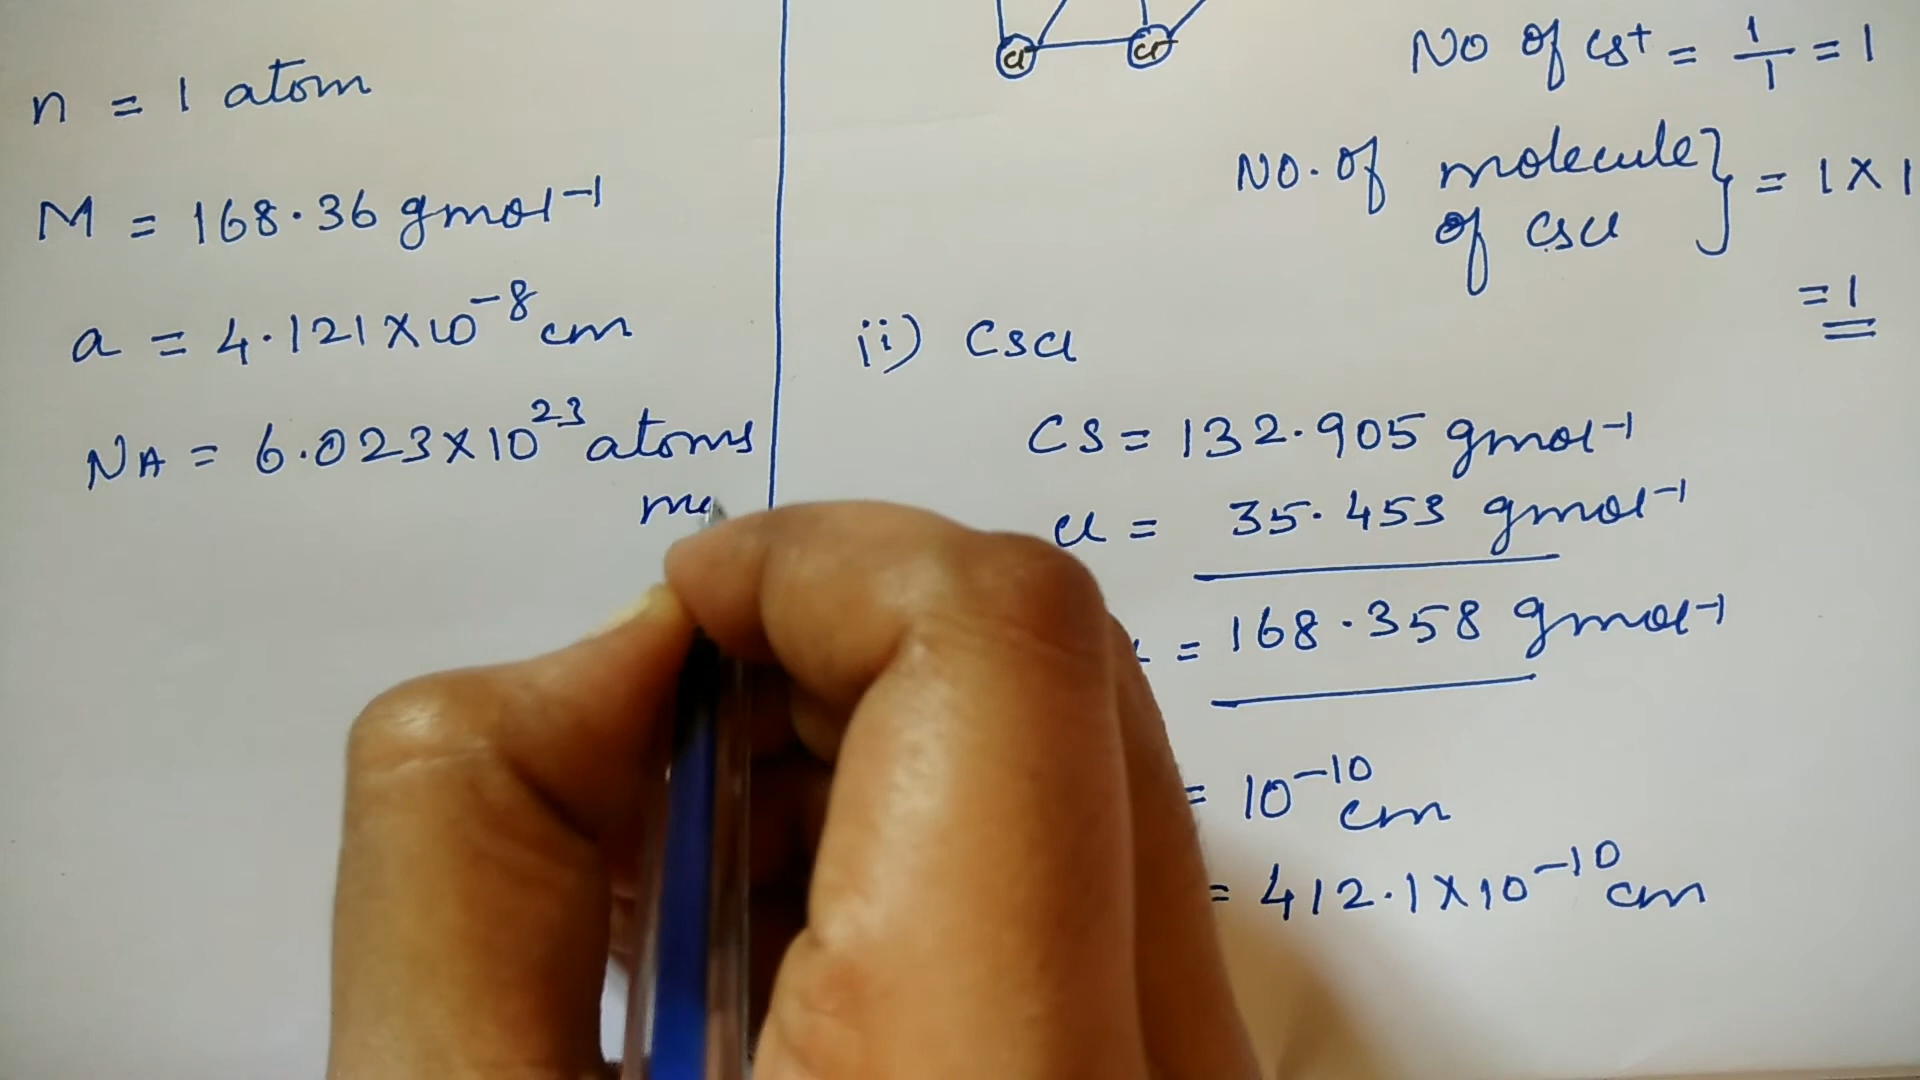 n = 1 atom
M = 168.36 gmol⁻¹
a = 4.121 X 10⁻⁸ cm
NA = 6.023 X 10²³ atoms
Cl Cl
No of cs+ = 1/1 = 1
NO. of molecule } = 1 X 1
of cscl
= 1
ii) Cscl
CS = 132.905 gmol⁻¹
cl = 35.453 gmol⁻¹
= 168.358 gmol⁻¹
= 10⁻¹⁰ cm
= 412.1 X 10⁻¹⁰ cm